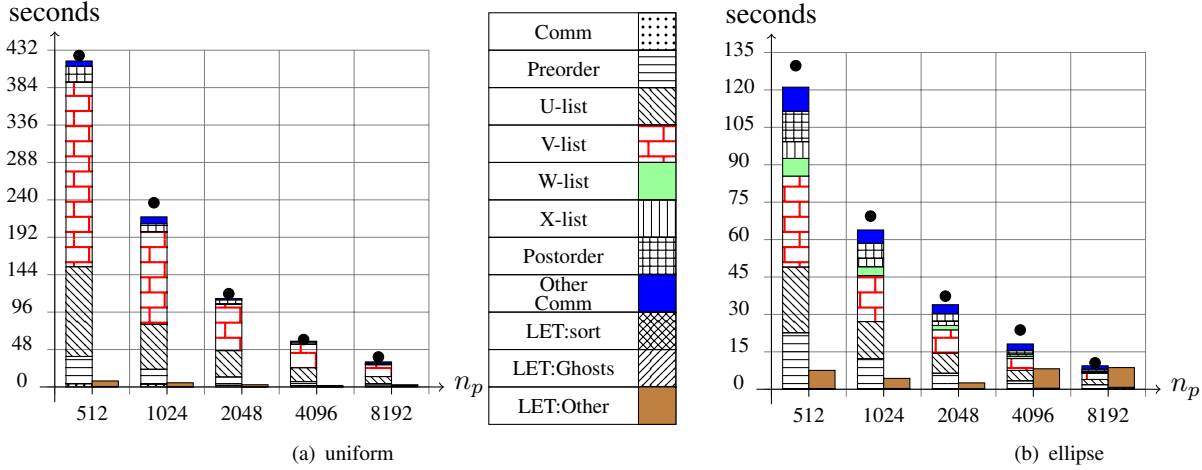 seconds
432
384
336
288
240
192
144
96
48
0
512 1024 2048 4096 8192
n_p
(a) uniform
Comm
Preorder
U-list
V-list
W-list
X-list
Postorder
Other
Comm
LET:sort
LET:Ghosts
LET:Other
seconds
135
120
105
90
75
60
45
30
15
0
512 1024 2048 4096 8192
n_p
(b) ellipse